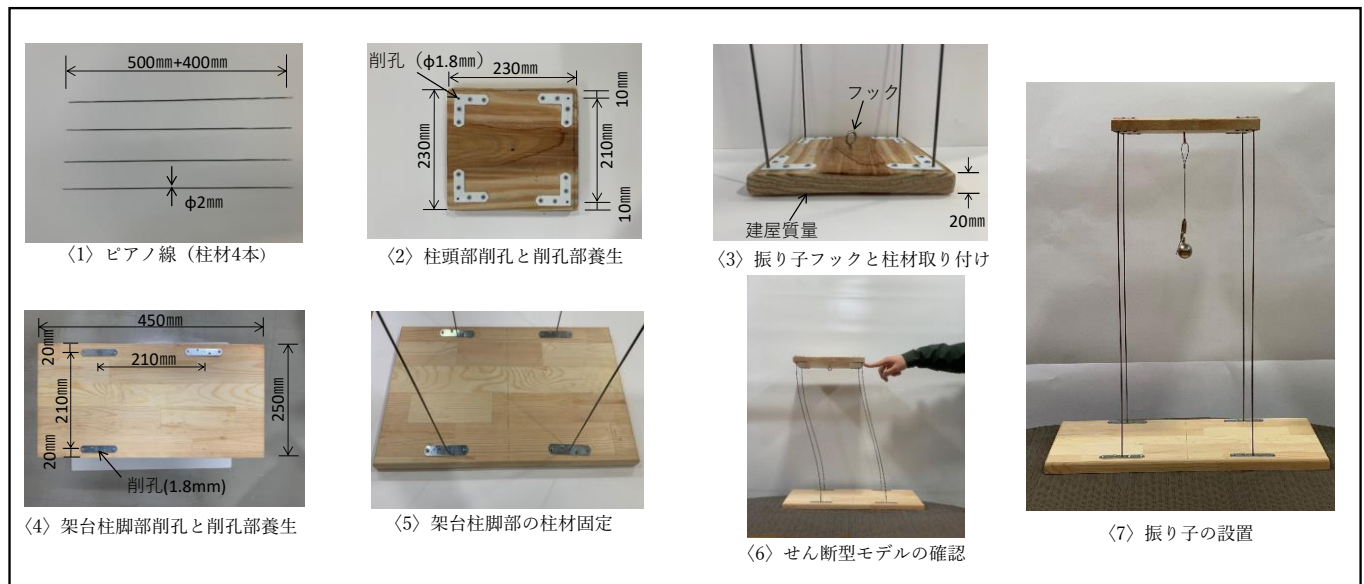 500㎜+400㎜
φ2㎜
〈1〉ピアノ線（柱材4本）
削孔（φ1.8㎜）
230㎜
10㎜
230㎜
210㎜
10㎜
〈2〉柱頭部削孔と削孔部養生
フック
20㎜
建屋質量
〈3〉振り子フックと柱材取り付け
450㎜
20㎜
210㎜
210㎜
250㎜
20㎜
削孔(1.8mm)
〈4〉架台柱脚部削孔と削孔部養生
〈5〉架台柱脚部の柱材固定
〈6〉せん断型モデルの確認
〈7〉振り子の設置